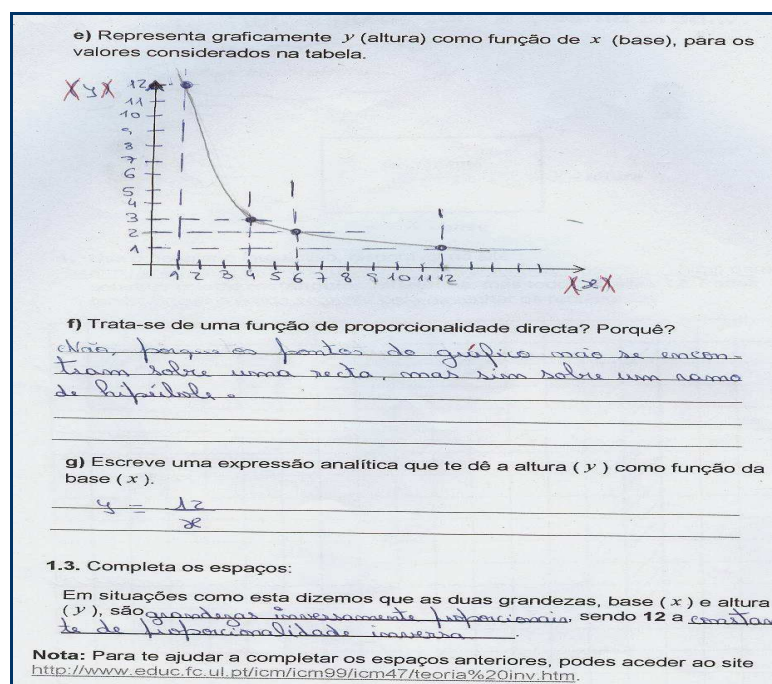 e) Representa graficamente y (altura) como função de x (base), para os
valores considerados na tabela.
y
12
11
10
9
8
7
6
5
4
3
2
1
1 2 3 4 5 6 7 8 9 10 11 12
x
f) Trata-se de uma função de proporcionalidade directa? Porquê?
Não, porque os pontos do gráfico não se encon-
tram sobre uma recta, mas sim sobre um ramo
de hipérbole.
g) Escreve uma expressão analítica que te dê a altura ( y ) como função da
base ( x ).
y = 12
x
1.3. Completa os espaços:
Em situações como esta dizemos que as duas grandezas, base ( x ) e altura
( y ), são grandezas inversamente proporcionais, sendo 12 a constan
te de proporcionalidade inversa.
Nota: Para te ajudar a completar os espaços anteriores, podes aceder ao site
http://www.educ.fc.ul.pt/icm/icm99/icm47/teoria%20inv.htm.